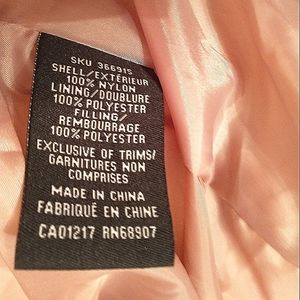 SKU 366915
SHELL/EXTÉRIEUR
100% NYLON
LINING/DOUBLURE
100% POLYESTER
FILLING/
REMBOURRAGE
100% POLYESTER
EXCLUSIVE OF TRIMS/
GARNITURES NON
COMPRISES
MADE IN CHINA
FABRIQUÉ EN CHINE
CA01217 RN68907